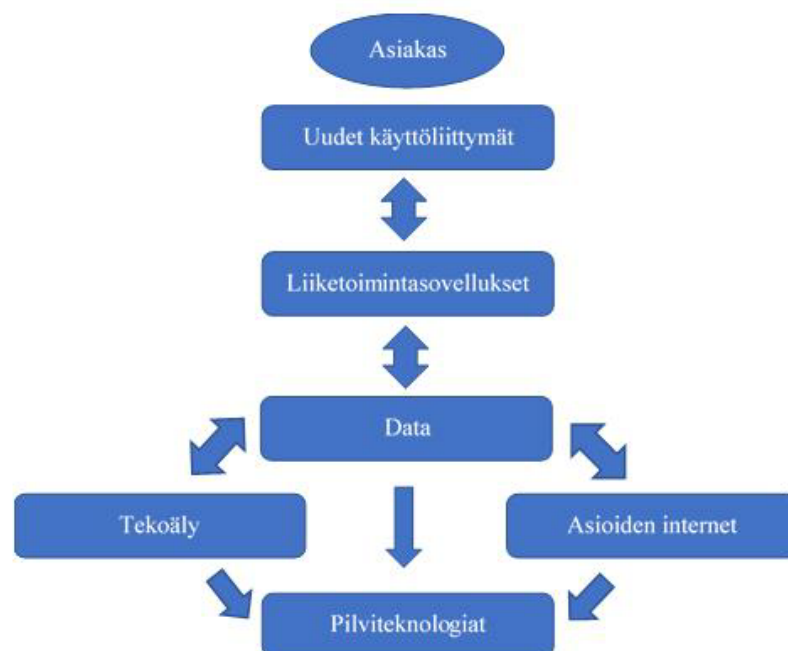 Asiakas
Uudet käyttöliittymät
Liiketoimintasovellukset
Data
Tekoäly
Asioiden internet
Pilviteknologiat